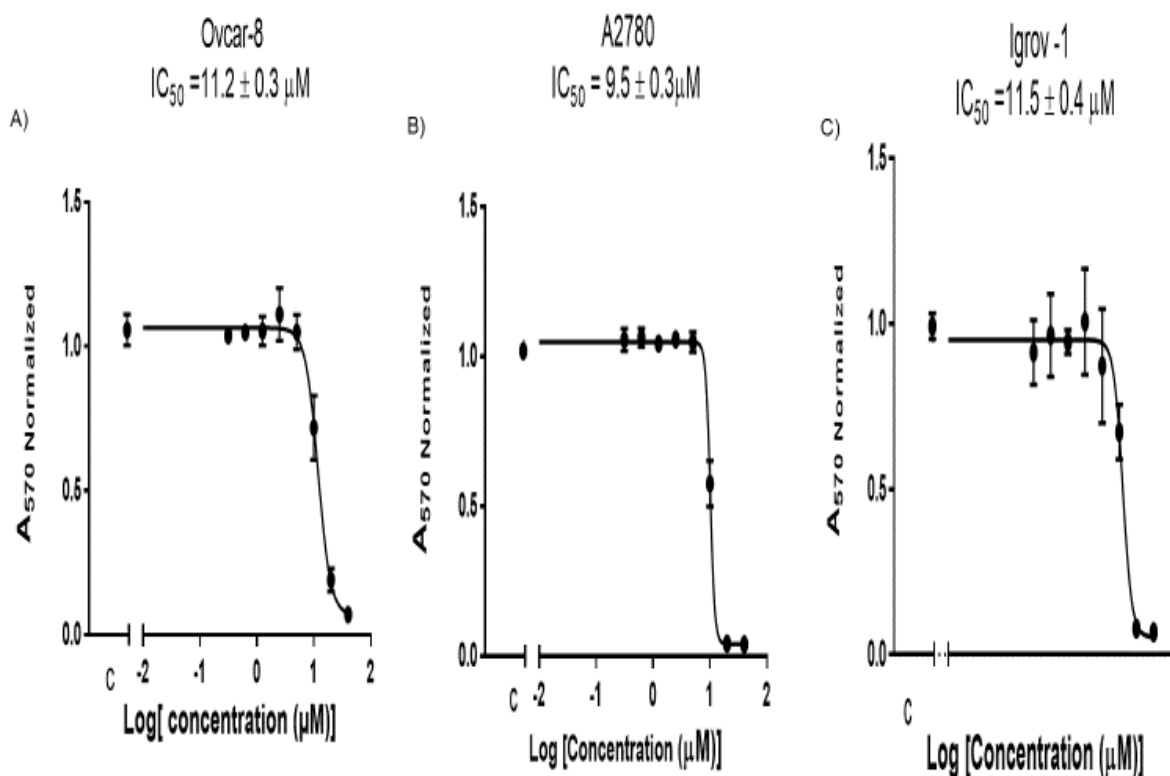 Ovcar-8
IC50 =11.2 ± 0.3 µM
A)
1.5
1.0
0.5
0.0
A570 Normalized
C -2 -1 0 1 2
Log[ concentration (µM)]
A2780
IC50 = 9.5 ± 0.3µM
B)
1.5
1.0
0.5
0.0
A570 Normalized
C -2 -1 0 1 2
Log [Concentration (µM)]
Igrov -1
IC50 =11.5 ± 0.4 µM
C)
1.5
1.0
0.5
0.0
A570 Normalized
C
Log [Concentration (µM)]